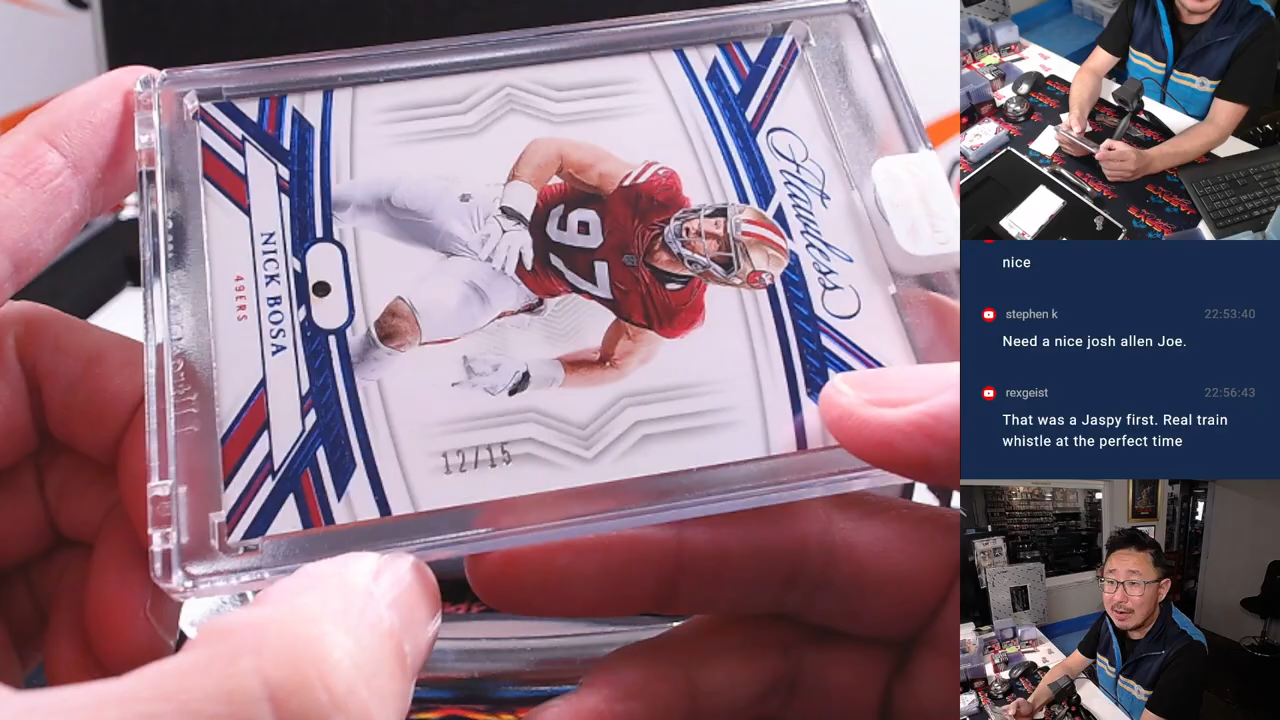 Flawless
97
NICK BOSA
49ERS
12/15
nice
stephen k 22:53:40
Need a nice josh allen Joe.
rexgeist 22:56:43
That was a Jaspy first. Real train
whistle at the perfect time